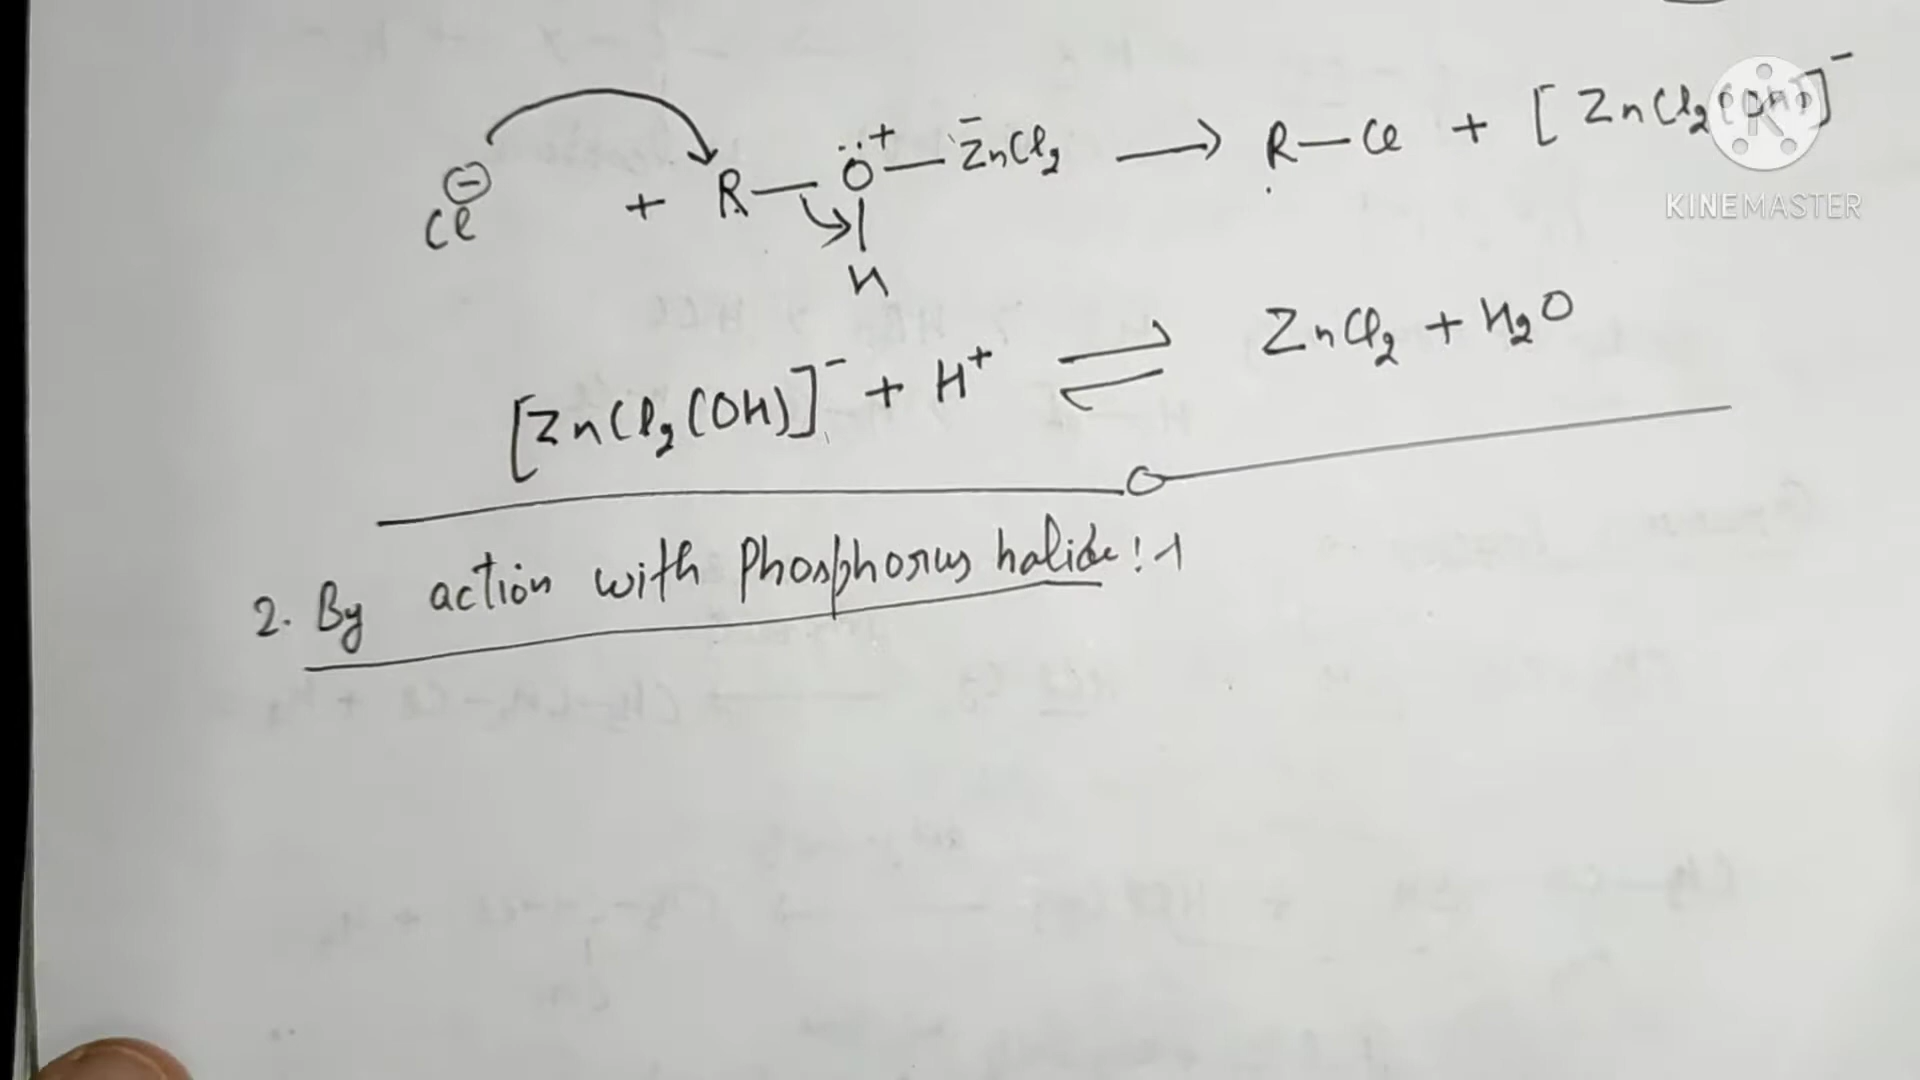 Cl⊖ + R—Ö⁺—Z̄nCl₂ ⟶ R—Cl + [ZnCl₂(OH)]⁻
H
KINEMASTER
[ZnCl₂(OH)]⁻ + H⁺ ⇌ ZnCl₂ + H₂O
2. By action with Phosphorus halide :-